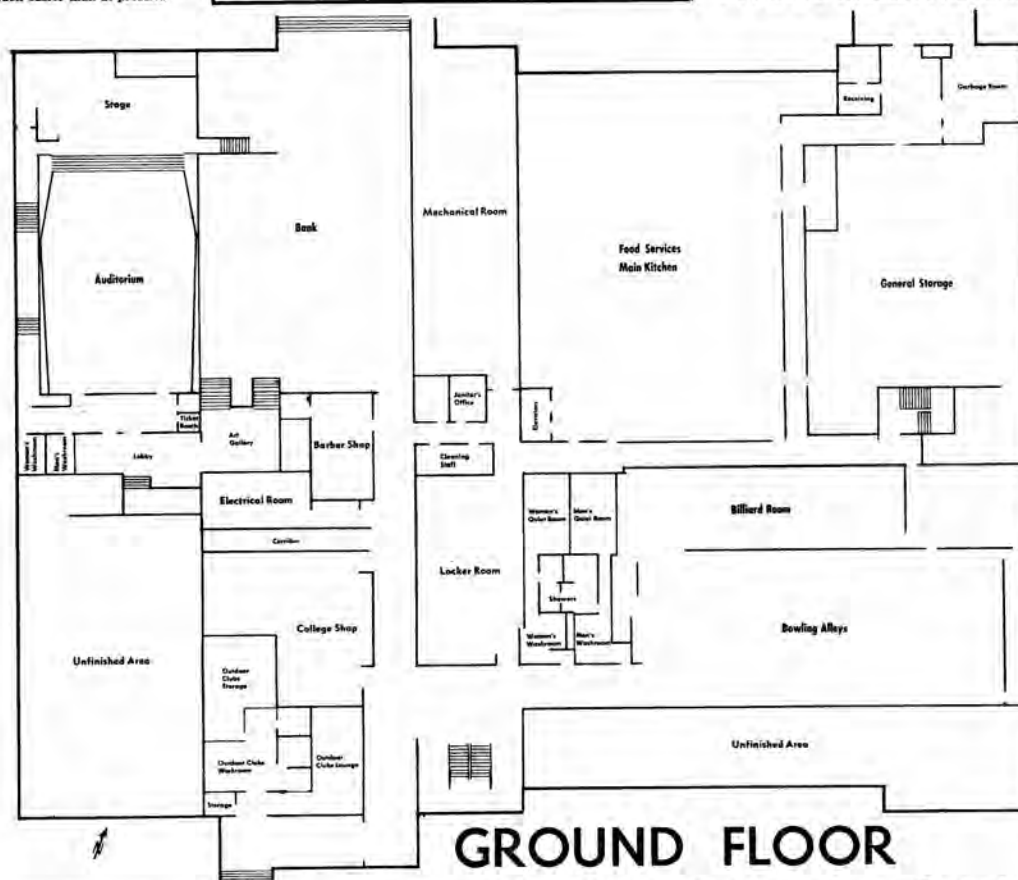 Stage
Receiving
Garbage Room
Bank
Mechanical Room
Food Services
Main Kitchen
Auditorium
General Storage
Janitor's
Office
Elevators
Ticket
Booth
Women's
Washroom
Men's
Washroom
Lobby
Art
Gallery
Barber Shop
Cleaning
Staff
Electrical Room
Women's
Quiet Room
Men's
Quiet Room
Billiard Room
Corridor
Locker Room
Showers
College Shop
Women's
Washroom
Men's
Washroom
Bowling Alleys
Unfinished Area
Outdoor
Clubs
Storage
Outdoor Clubs
Washroom
Outdoor
Clubs Lounge
Unfinished Area
Storage
N
GROUND FLOOR